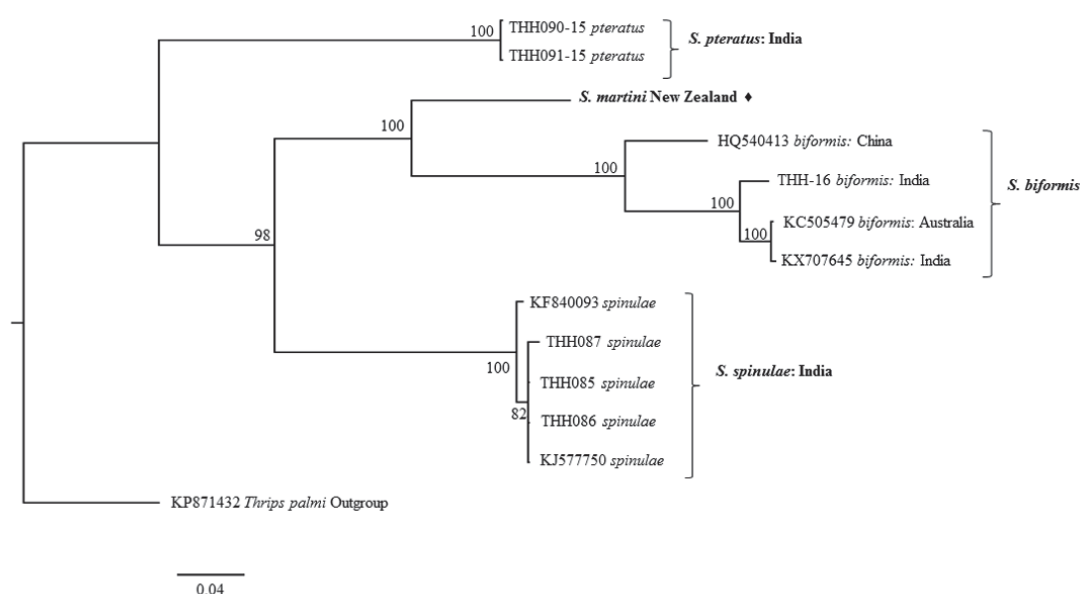 100
THH090-15 pteratus
THH091-15 pteratus
S. pteratus: India
S. martini New Zealand ♦
100
HQ540413 biformis: China
100
THH-16 biformis: India
S. biformis
100
KC505479 biformis: Australia
100
KX707645 biformis: India
98
KF840093 spinulae
THH087 spinulae
100
S. spinulae: India
THH085 spinulae
82
THH086 spinulae
KJ577750 spinulae
KP871432 Thrips palmi Outgroup
0.04